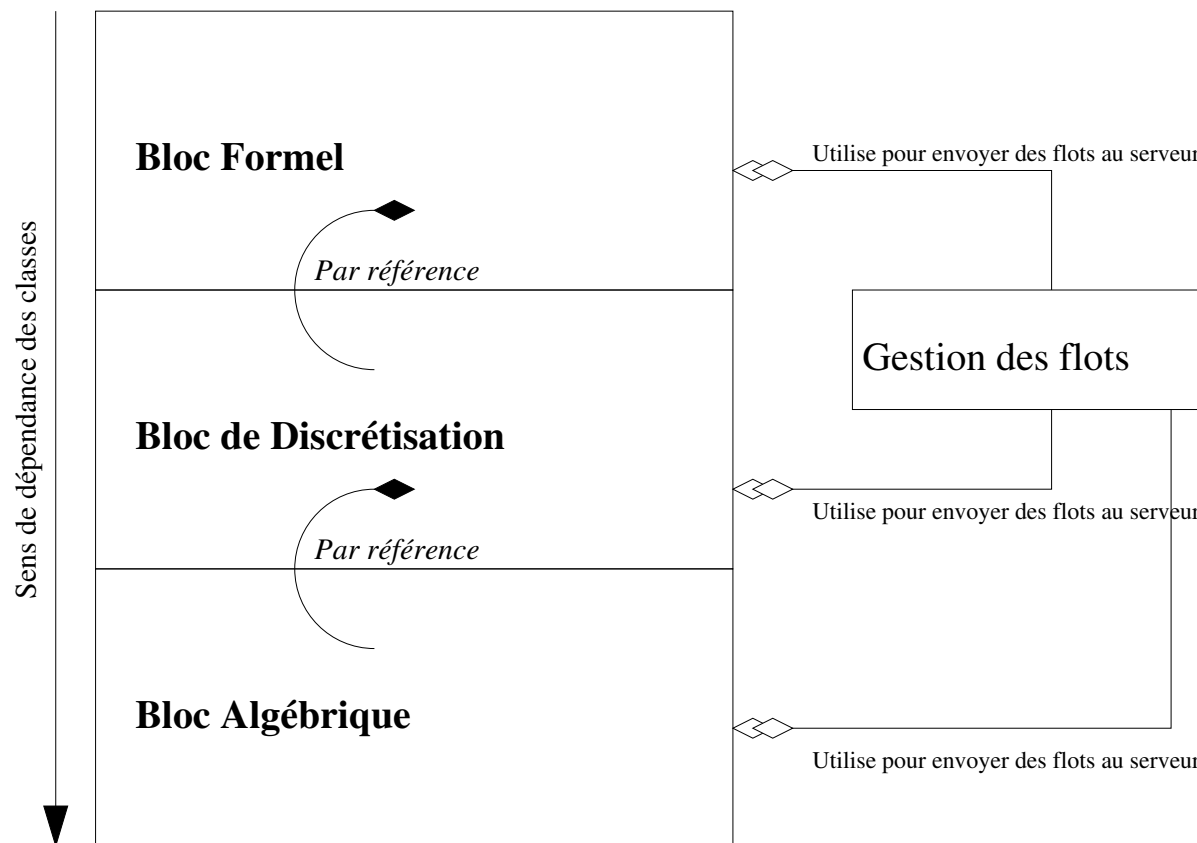 Sens de dépendance des classes
Bloc Formel
Utilise pour envoyer des flots au serveur
Par référence
Gestion des flots
Bloc de Discrétisation
Utilise pour envoyer des flots au serveur
Par référence
Bloc Algébrique
Utilise pour envoyer des flots au serveur